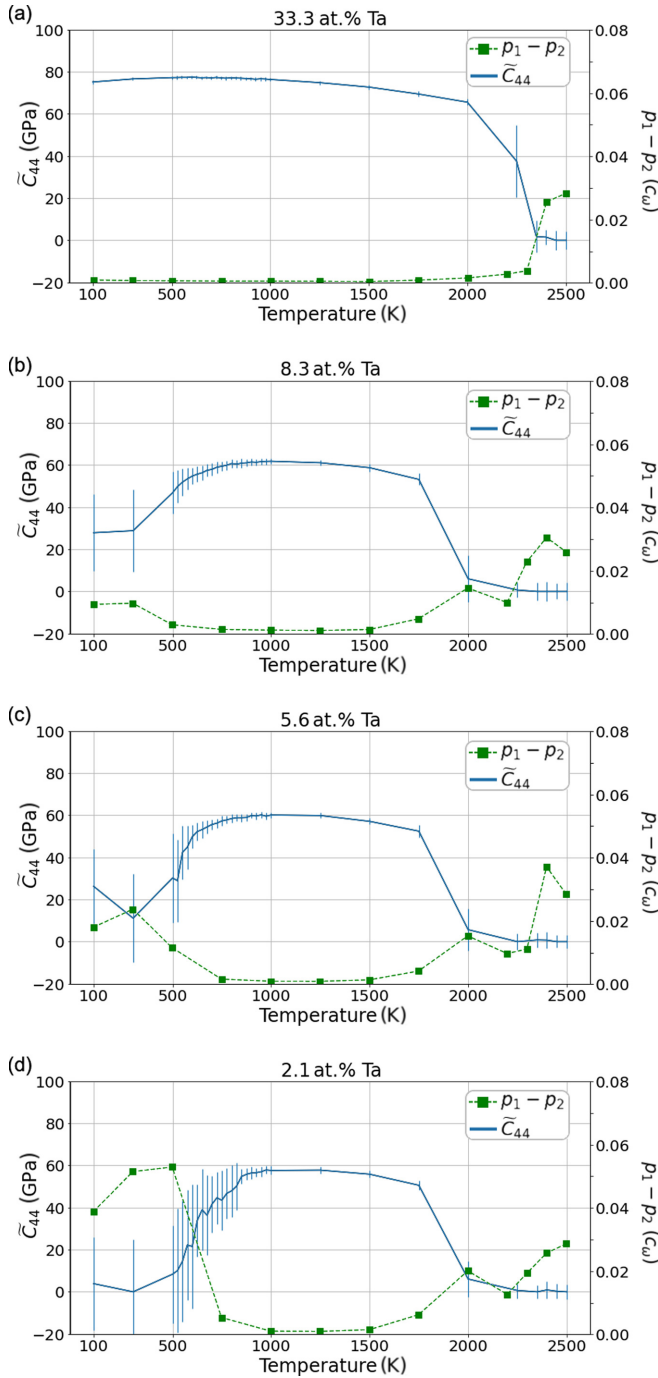 (a)
33.3 at.% Ta
100
80
60
40
20
0
−20
C̃₄₄ (GPa)
p₁ − p₂
C̃₄₄
0.08
0.06
0.04
0.02
0.00
p₁ − p₂ (c_ω)
100 500 1000 1500 2000 2500
Temperature (K)
(b)
8.3 at.% Ta
100
80
60
40
20
0
−20
C̃₄₄ (GPa)
p₁ − p₂
C̃₄₄
0.08
0.06
0.04
0.02
0.00
p₁ − p₂ (c_ω)
100 500 1000 1500 2000 2500
Temperature (K)
(c)
5.6 at.% Ta
100
80
60
40
20
0
−20
C̃₄₄ (GPa)
p₁ − p₂
C̃₄₄
0.08
0.06
0.04
0.02
0.00
p₁ − p₂ (c_ω)
100 500 1000 1500 2000 2500
Temperature (K)
(d)
2.1 at.% Ta
100
80
60
40
20
0
−20
C̃₄₄ (GPa)
p₁ − p₂
C̃₄₄
0.08
0.06
0.04
0.02
0.00
p₁ − p₂ (c_ω)
100 500 1000 1500 2000 2500
Temperature (K)